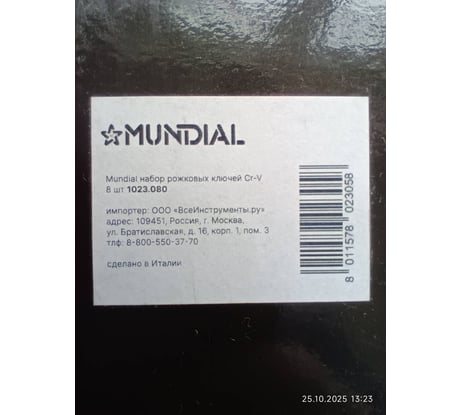 MUNDIAL
Mundial набор рожковых ключей Cr-V
8 шт 1023.080
импортер: ООО «ВсеИнструменты.ру»
адрес: 109451, Россия, г. Москва,
ул. Братиславская, д. 16, корп. 1, пом. 3
тлф: 8-800-550-37-70
сделано в Италии
8 011578 023058
25.10.2025 13:23